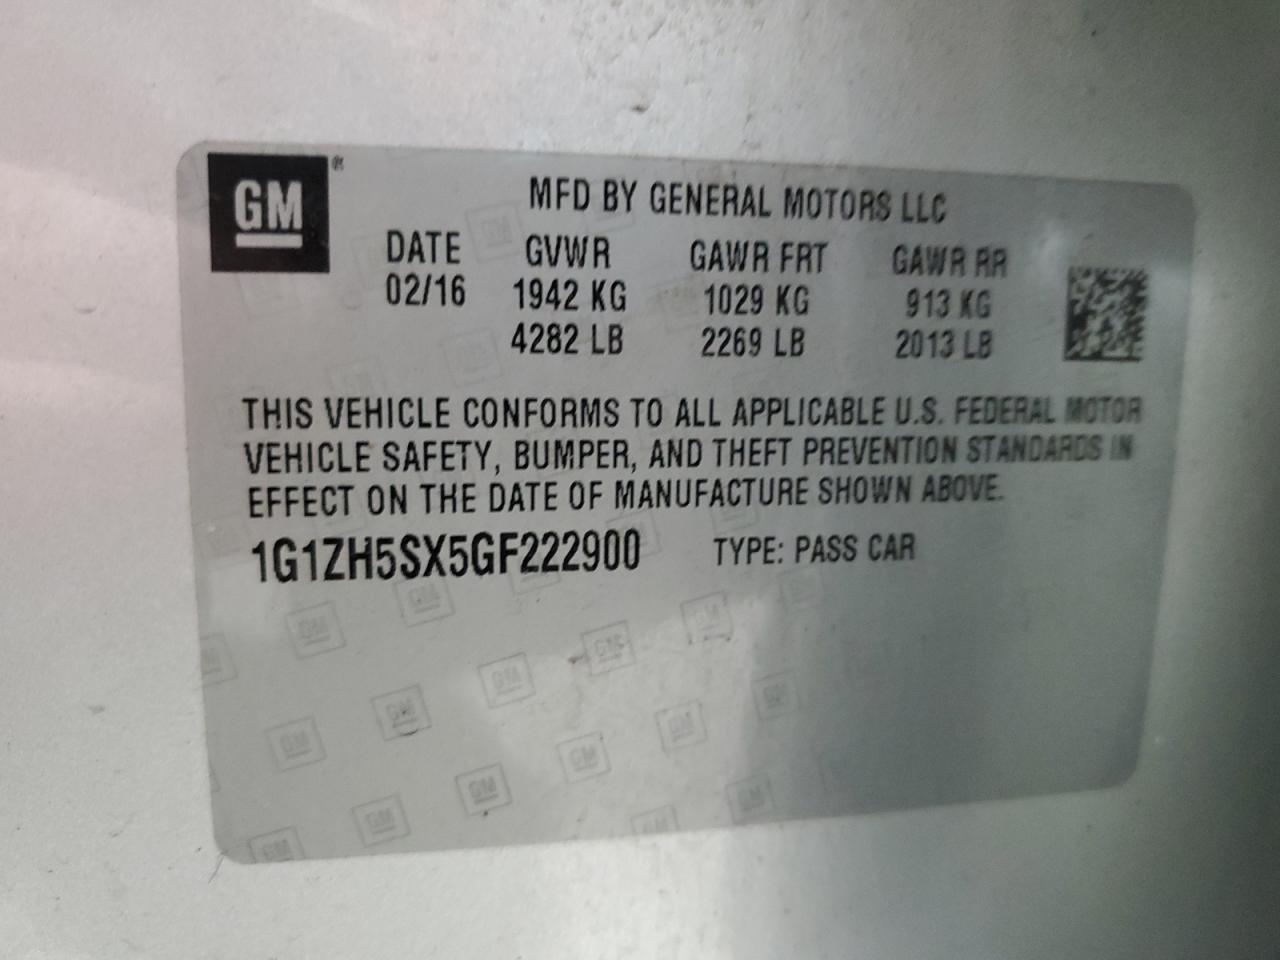 GM ®
MFD BY GENERAL MOTORS LLC
DATE GVWR GAWR FRT GAWR RR
02/16 1942 KG 1029 KG 913 KG
4282 LB 2269 LB 2013 LB
THIS VEHICLE CONFORMS TO ALL APPLICABLE U.S. FEDERAL MOTOR
VEHICLE SAFETY, BUMPER, AND THEFT PREVENTION STANDARDS IN
EFFECT ON THE DATE OF MANUFACTURE SHOWN ABOVE.
1G1ZH5SX5GF222900 TYPE: PASS CAR